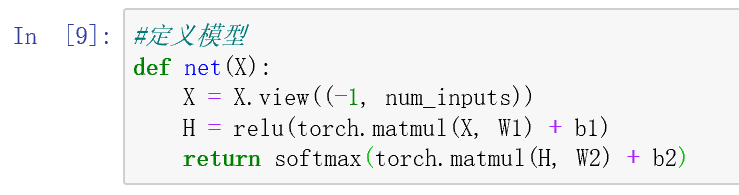 In [9]: #定义模型
def net(X):
    X = X.view((-1, num_inputs))
    H = relu(torch.matmul(X, W1) + b1)
    return softmax(torch.matmul(H, W2) + b2)